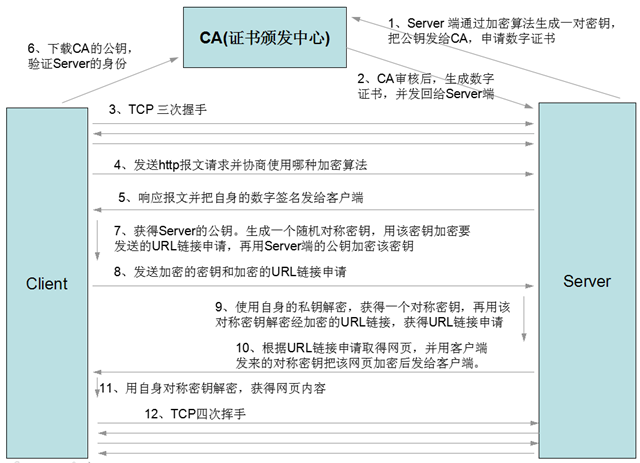 CA(证书颁发中心)
1、Server 端通过加密算法生成一对密钥，
把公钥发给CA，申请数字证书
6、下载CA的公钥，
验证Server的身份
2、CA审核后，生成数字
证书，并发回给Server端
3、TCP 三次握手
4、发送http报文请求并协商使用哪种加密算法
5、响应报文并把自身的数字签名发给客户端
7、获得Server的公钥。生成一个随机对称密钥，用该密钥加密要
发送的URL链接申请，再用Server端的公钥加密该密钥
Client
8、发送加密的密钥和加密的URL链接申请
Server
9、使用自身的私钥解密，获得一个对称密钥，再用该
对称密钥解密经加密的URL链接，获得URL链接申请
10、根据URL链接申请取得网页，并用客户端
发来的对称密钥把该网页加密后发给客户端。
11、用自身对称密钥解密，获得网页内容
12、TCP四次挥手